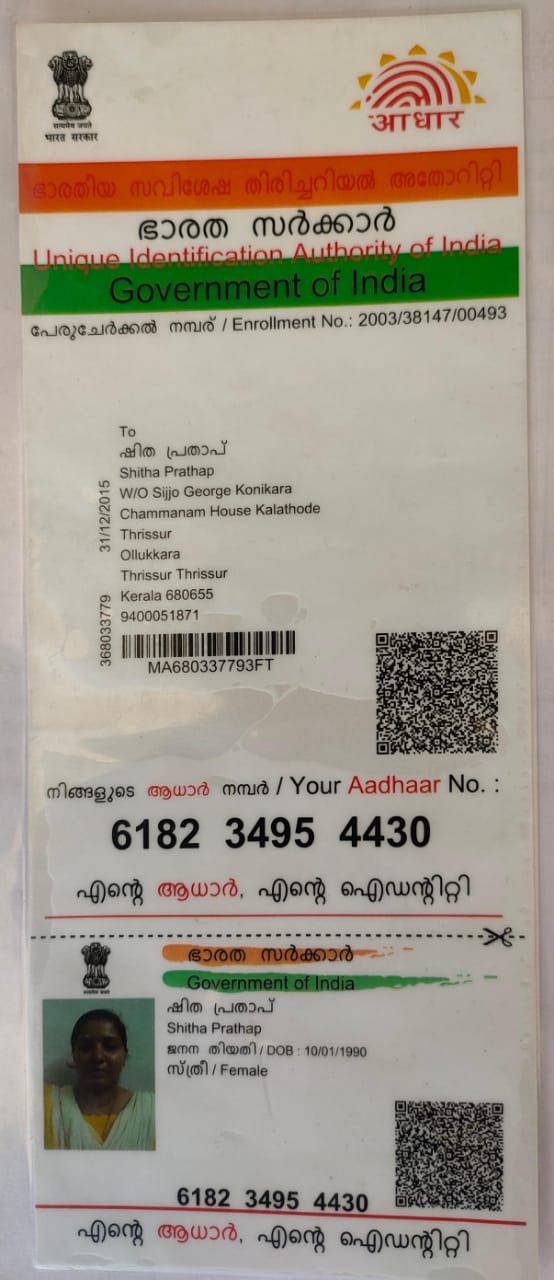 सत्यमेव जयते
भारत सरकार
आधार
ഭാരതിയ സവിശേഷ തിരിച്ചറിയൽ അതോറിറ്റി
ഭാരത സർക്കാർ
Unique Identification Authority of India
Government of India
പേരുചേർക്കൽ നമ്പര് / Enrollment No.: 2003/38147/00493
To
ഷിത പ്രതാപ്
Shitha Prathap
W/O Sijjo George Konikara
Chammanam House Kalathode
Thrissur
Ollukkara
Thrissur Thrissur
Kerala 680655
9400051871
31/12/2015
368033779
MA680337793FT
നിങ്ങളുടെ ആധാർ നമ്പർ / Your Aadhaar No. :
6182 3495 4430
എന്റെ ആധാർ, എന്റെ ഐഡന്റിറ്റി
ഭാരത സർക്കാർ
Government of India
ഷിത പ്രതാപ്
Shitha Prathap
ജനന തിയതി / DOB : 10/01/1990
സ്ത്രീ / Female
6182 3495 4430
എന്റെ ആധാർ, എന്റെ ഐഡന്റിറ്റി